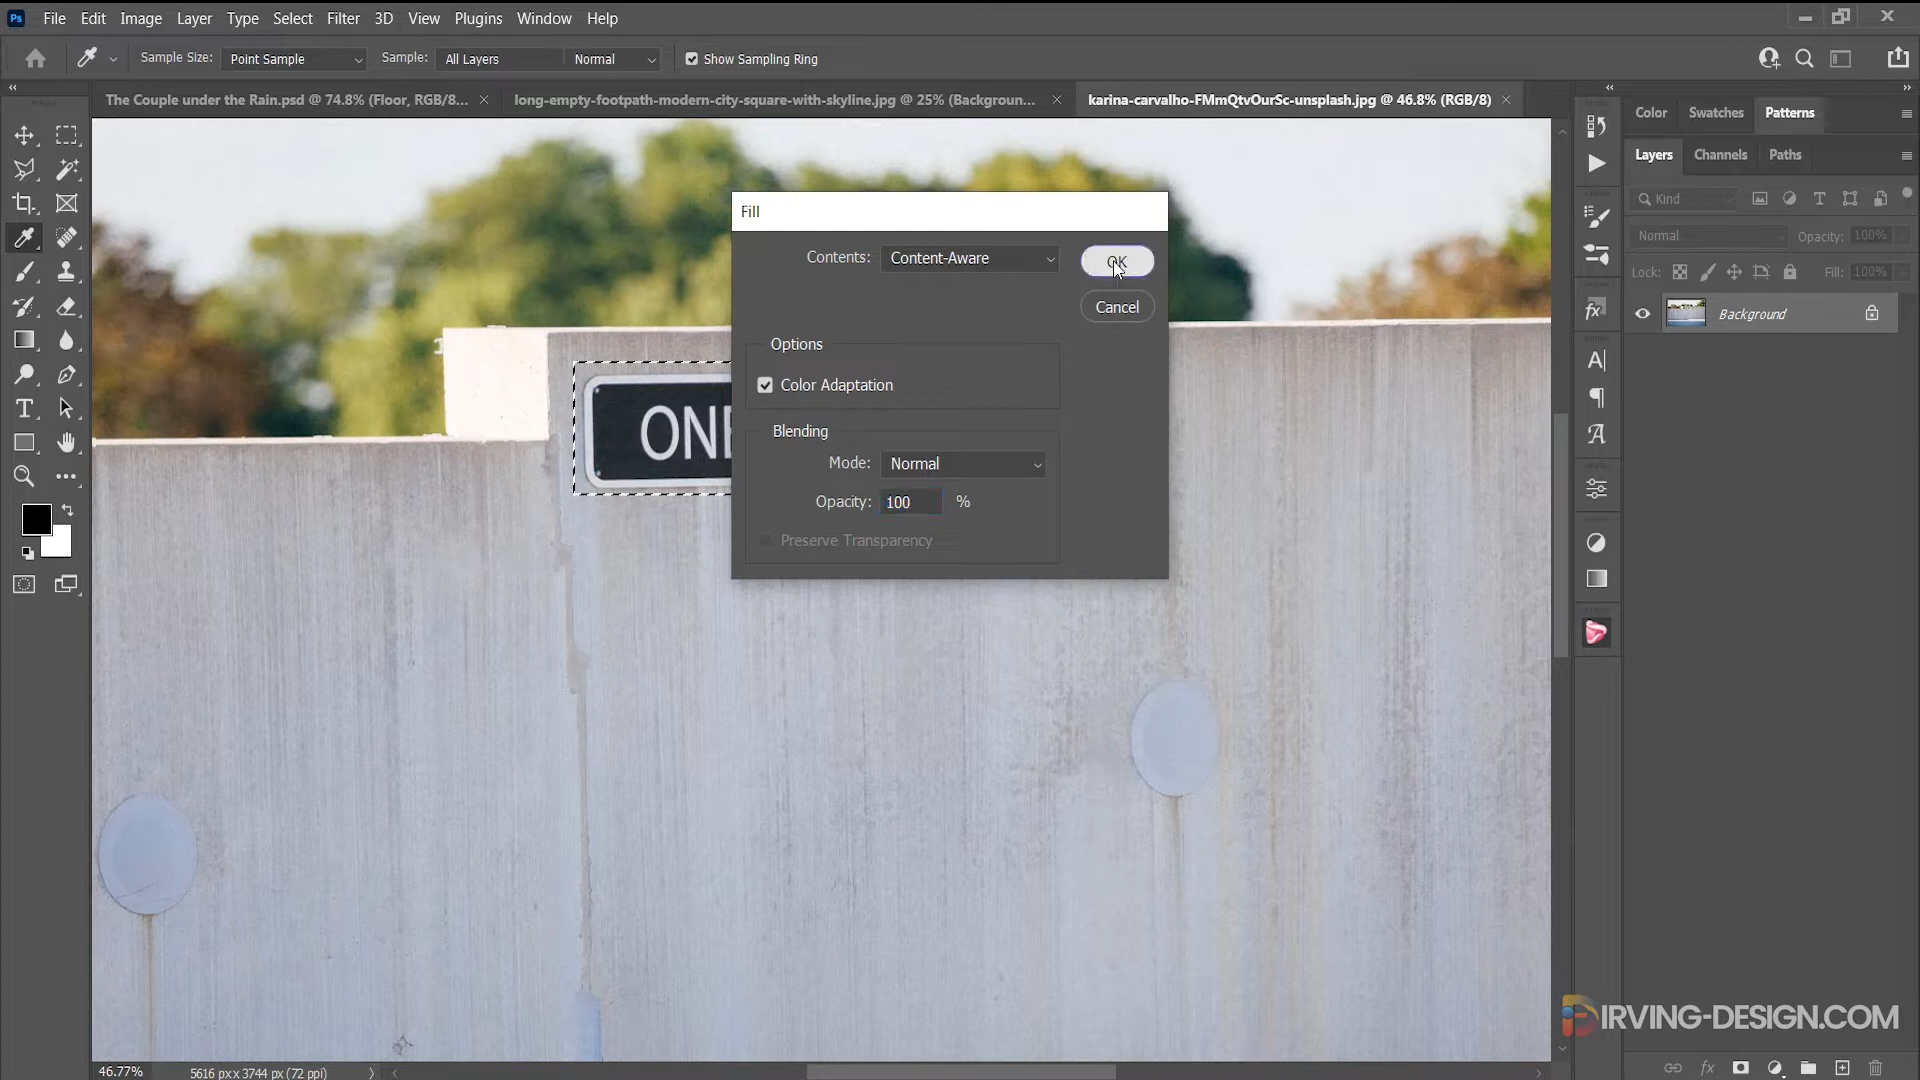 Ps File Edit Image Layer Type Select Filter 3D View Plugins Window Help
Sample Size: Point Sample Sample: All Layers Normal Show Sampling Ring
The Couple under the Rain.psd @ 74.8% (Floor, RGB/8...
long-empty-footpath-modern-city-square-with-skyline.jpg @ 25% (Backgroun...
karina-carvalho-FMmQtvOurSc-unsplash.jpg @ 46.8% (RGB/8)
Color Swatches Patterns
Layers Channels Paths
Kind
Normal Opacity: 100%
Lock: Fill: 100%
Background
Fill
Contents: Content-Aware OK
Cancel
Options
Color Adaptation
Blending
Mode: Normal
Opacity: 100 %
Preserve Transparency
ONE
IRVING-DESIGN.COM
46.77% 5616 px x 3744 px (72 ppi)